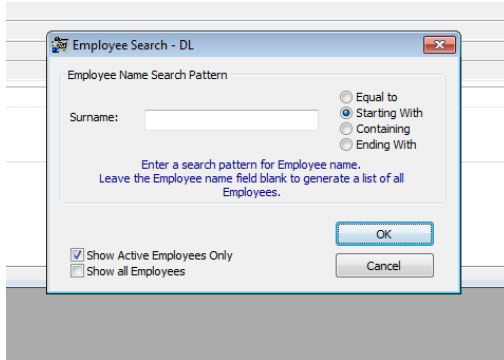 Employee Search - DL
Employee Name Search Pattern
Surname:
Equal to
Starting With
Containing
Ending With
Enter a search pattern for Employee name.
Leave the Employee name field blank to generate a list of all
Employees.
OK
Show Active Employees Only
Show all Employees
Cancel